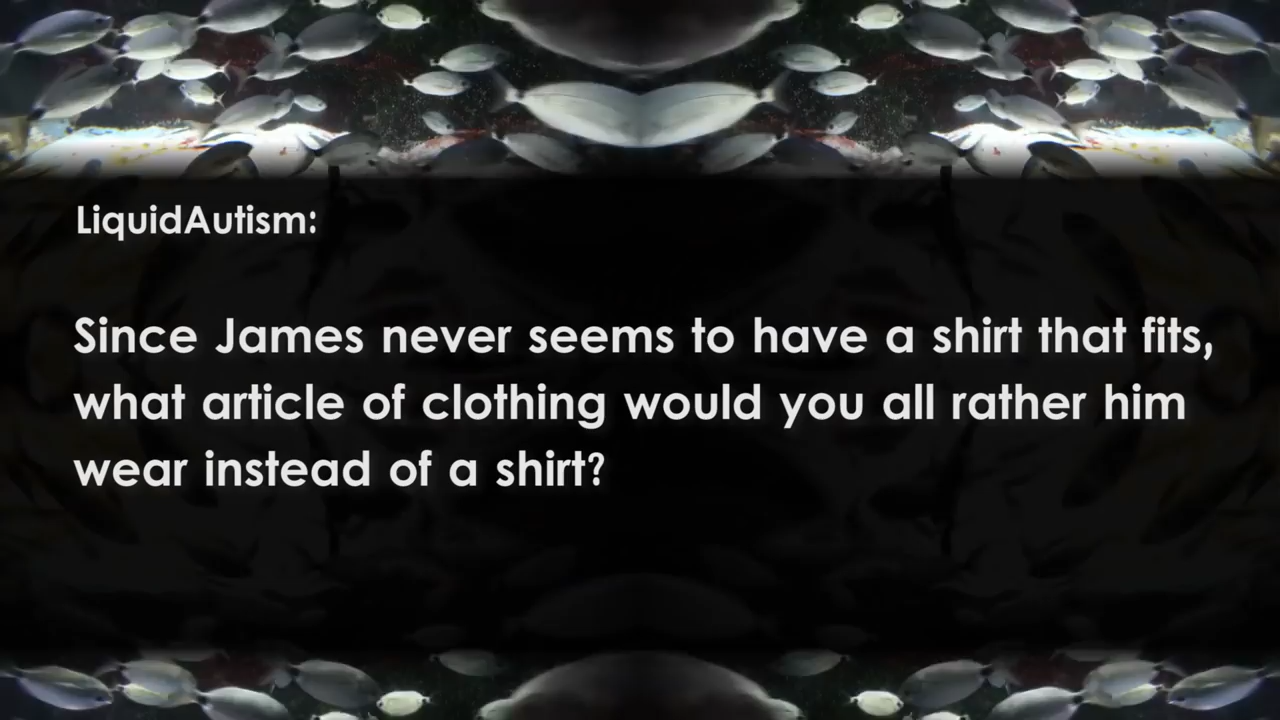 LiquidAutism:
Since James never seems to have a shirt that fits,
what article of clothing would you all rather him
wear instead of a shirt?